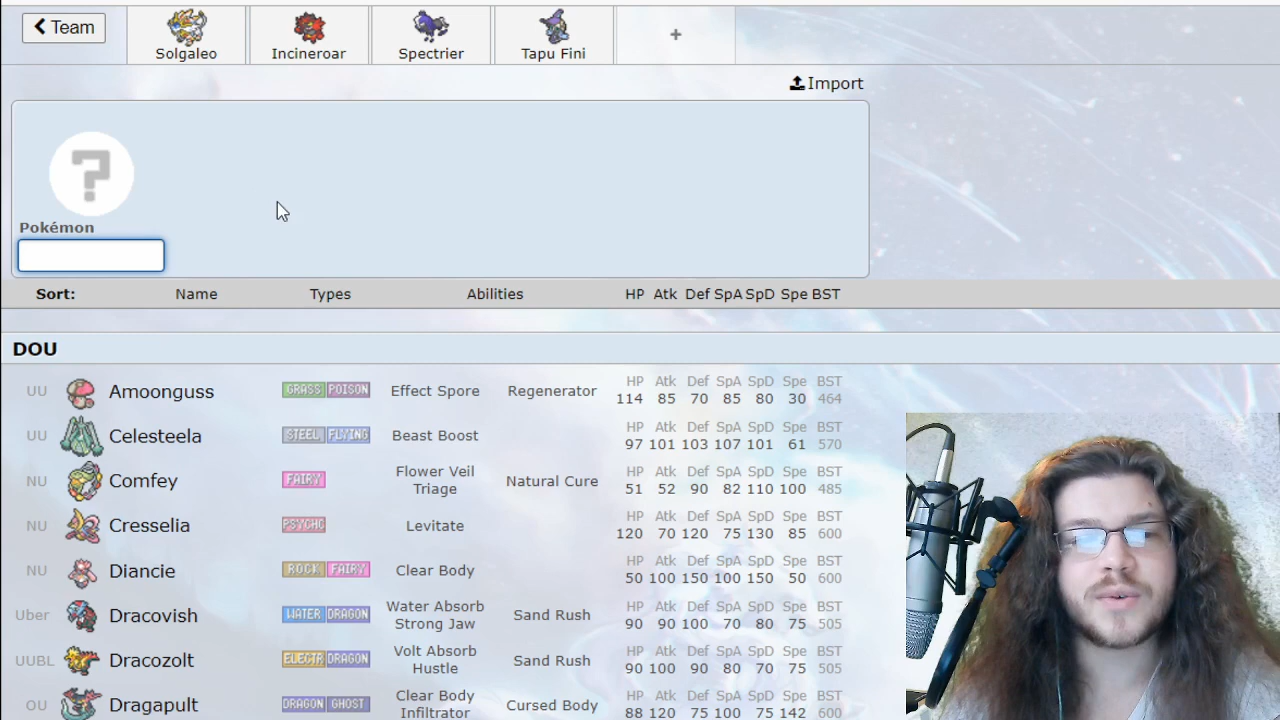 Team
Solgaleo
Incineroar
Spectrier
Tapu Fini
+
Import
?
Pokémon
Sort: Name Types Abilities HP Atk Def SpA SpD Spe BST
DOU
HP Atk Def SpA SpD Spe BST
UU Amoonguss GRASS POISON Effect Spore Regenerator 114 85 70 85 80 30 464
HP Atk Def SpA SpD Spe BST
UU Celesteela STEEL FLYING Beast Boost 97 101 103 107 101 61 570
HP Atk Def SpA SpD Spe BST
NU Comfey FAIRY Flower Veil Triage Natural Cure 51 52 90 82 110 100 485
HP Atk Def SpA SpD Spe BST
NU Cresselia PSYCHC Levitate 120 70 120 75 130 85 600
HP Atk Def SpA SpD Spe BST
NU Diancie ROCK FAIRY Clear Body 50 100 150 100 150 50 600
HP Atk Def SpA SpD Spe BST
Uber Dracovish WATER DRAGON Water Absorb Strong Jaw Sand Rush 90 90 100 70 80 75 505
HP Atk Def SpA SpD Spe BST
UUBL Dracozolt ELECTR DRAGON Volt Absorb Hustle Sand Rush 90 100 90 80 70 75 505
HP Atk Def SpA SpD Spe BST
OU Dragapult DRAGON GHOST Clear Body Infiltrator Cursed Body 88 120 75 100 75 142 600